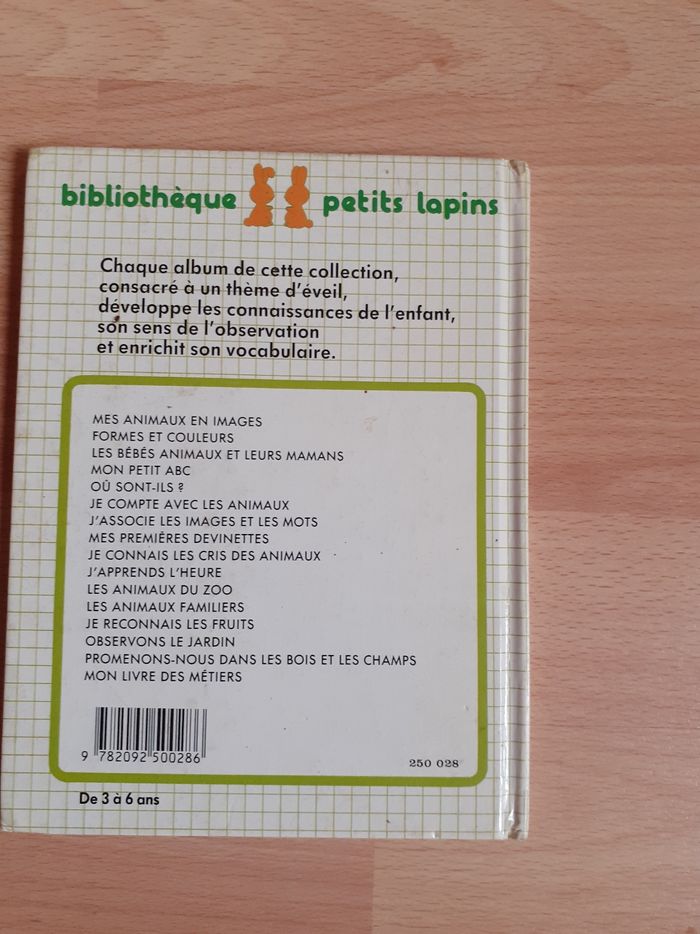 bibliothèque petits lapins
Chaque album de cette collection,
consacré à un thème d'éveil,
développe les connaissances de l'enfant,
son sens de l'observation
et enrichit son vocabulaire.
MES ANIMAUX EN IMAGES
FORMES ET COULEURS
LES BÉBÉS ANIMAUX ET LEURS MAMANS
MON PETIT ABC
OÛ SONT-ILS ?
JE COMPTE AVEC LES ANIMAUX
J'ASSOCIE LES IMAGES ET LES MOTS
MES PREMIÈRES DEVINETTES
JE CONNAIS LES CRIS DES ANIMAUX
J'APPRENDS L'HEURE
LES ANIMAUX DU ZOO
LES ANIMAUX FAMILIERS
JE RECONNAIS LES FRUITS
OBSERVONS LE JARDIN
PROMENONS-NOUS DANS LES BOIS ET LES CHAMPS
MON LIVRE DES MÉTIERS
9 782092 500286
250 028
De 3 à 6 ans